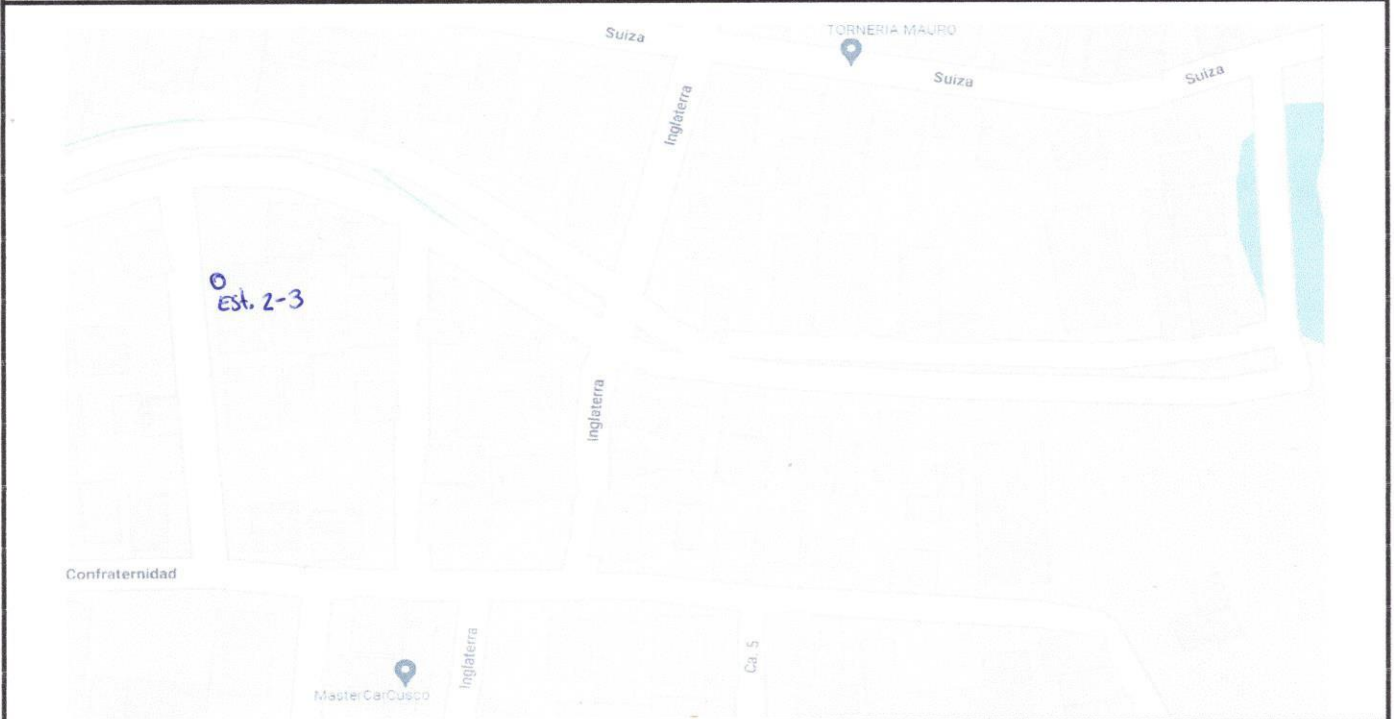 Suiza
TORNERIA MAURO
Suiza
Suiza
Inglaterra
Est. 2-3
Inglaterra
Confraternidad
Inglaterra
Ca. 5
MasterCarCusco